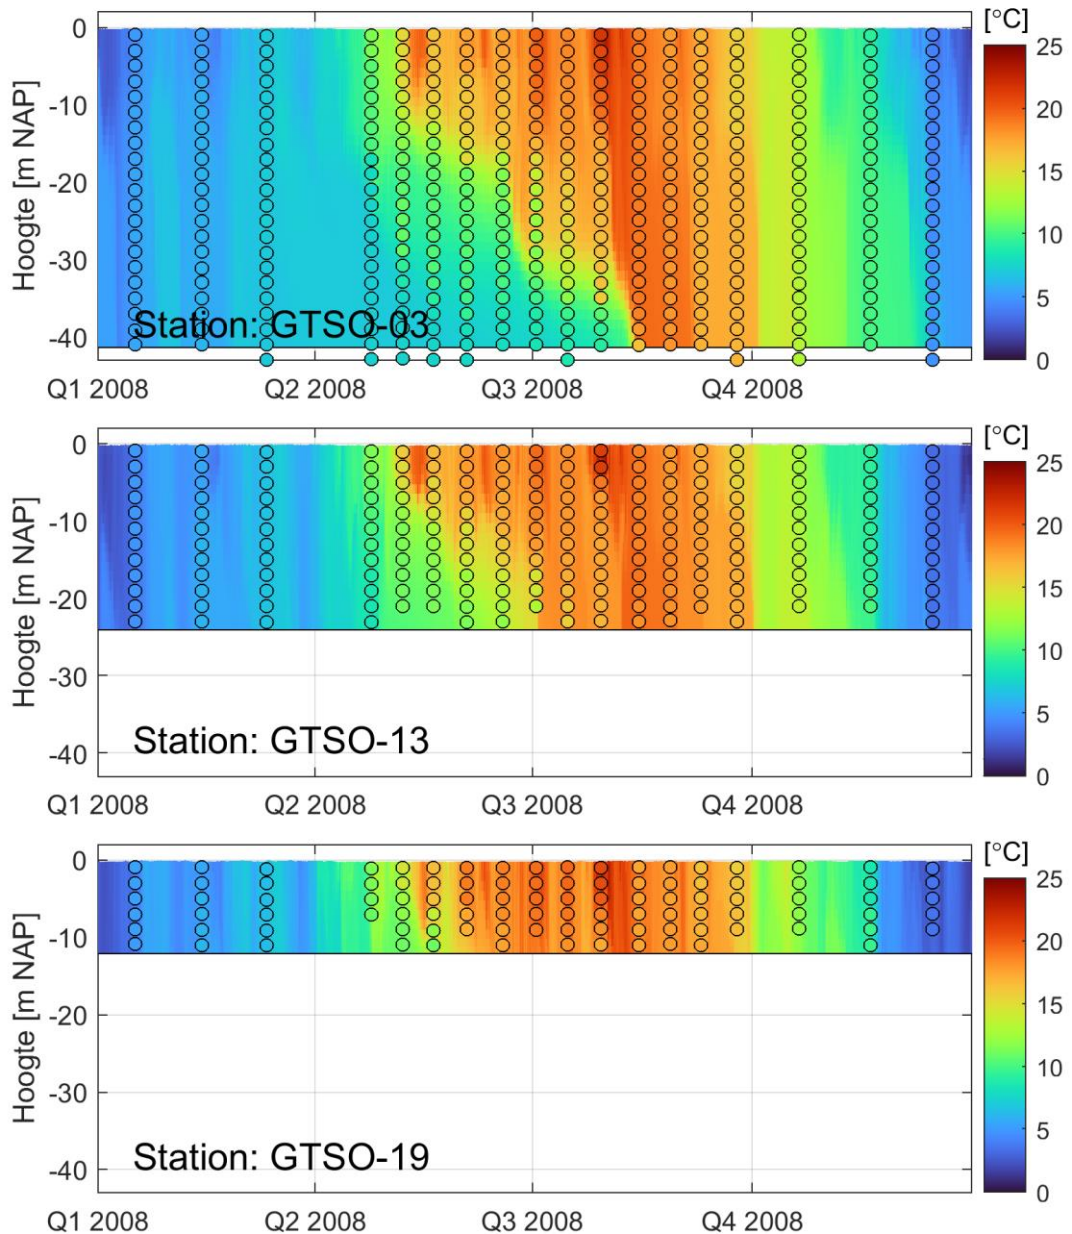 [°C]
0
-10
-20
-30
-40
Hoogte [m NAP]
Station: GTSO-03
25
20
15
10
5
0
Q1 2008
Q2 2008
Q3 2008
Q4 2008
[°C]
0
-10
-20
-30
-40
Hoogte [m NAP]
Station: GTSO-13
25
20
15
10
5
0
Q1 2008
Q2 2008
Q3 2008
Q4 2008
[°C]
0
-10
-20
-30
-40
Hoogte [m NAP]
Station: GTSO-19
25
20
15
10
5
0
Q1 2008
Q2 2008
Q3 2008
Q4 2008